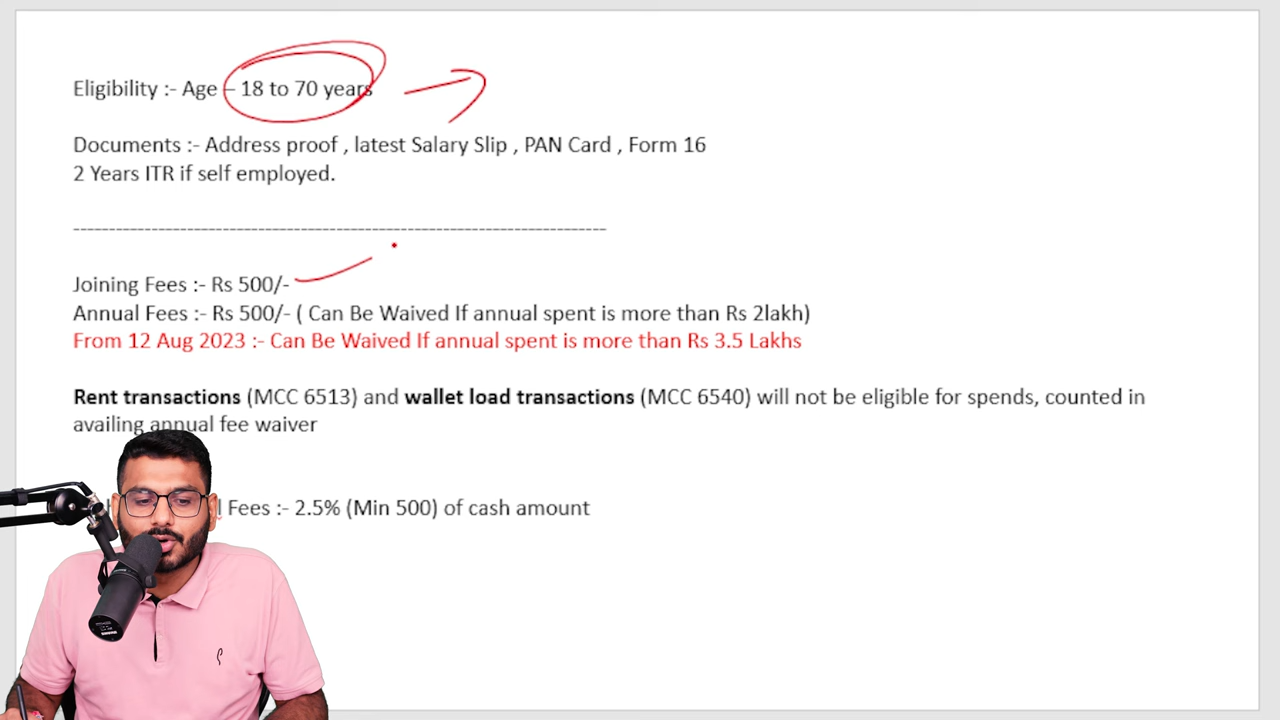 Eligibility :- Age – 18 to 70 years
Documents :- Address proof , latest Salary Slip , PAN Card , Form 16
2 Years ITR if self employed.
--------------------------------------------------------------------------
Joining Fees :- Rs 500/-
Annual Fees :- Rs 500/- ( Can Be Waived If annual spent is more than Rs 2lakh)
From 12 Aug 2023 :- Can Be Waived If annual spent is more than Rs 3.5 Lakhs
Rent transactions (MCC 6513) and wallet load transactions (MCC 6540) will not be eligible for spends, counted in
availing annual fee waiver
Fees :- 2.5% (Min 500) of cash amount